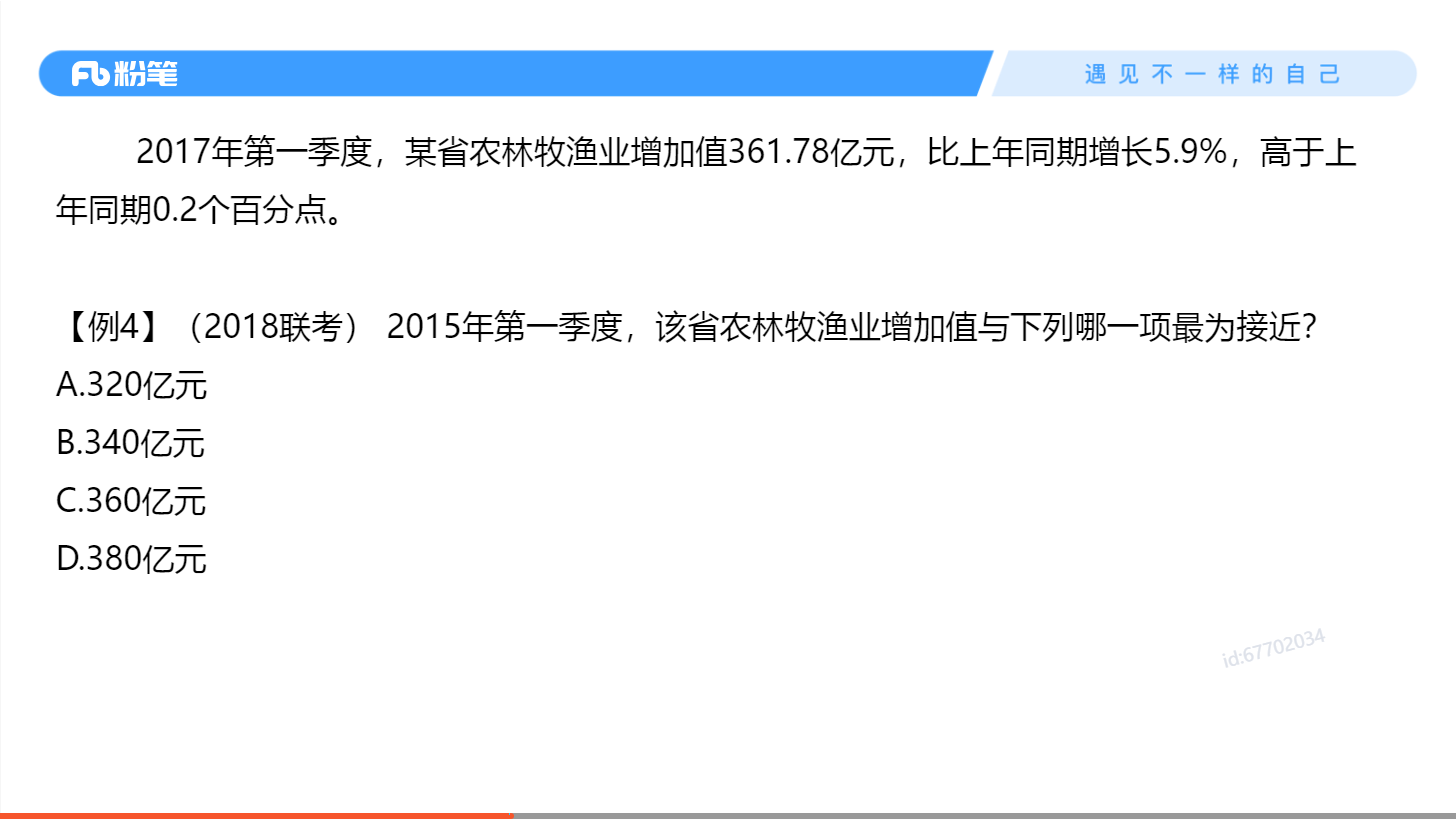 粉笔
遇见不一样的自己
2017年第一季度，某省农林牧渔业增加值361.78亿元，比上年同期增长5.9%，高于上
年同期0.2个百分点。
【例4】（2018联考） 2015年第一季度，该省农林牧渔业增加值与下列哪一项最为接近？
A.320亿元
B.340亿元
C.360亿元
D.380亿元
id:67702034